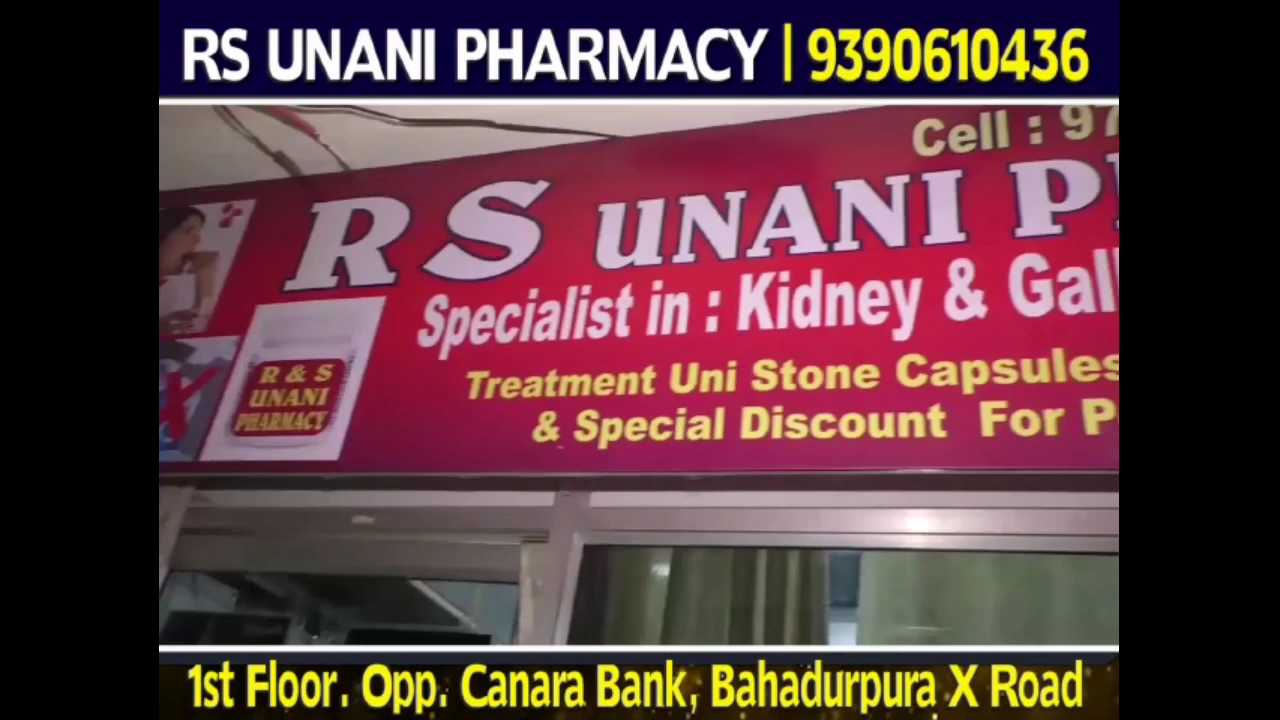 RS UNANI PHARMACY | 9390610436
Cell : 97
RS UNANI P
Specialist in : Kidney & Gall
Treatment Uni Stone Capsules
& Special Discount For P
R & S
UNANI
PHARMACY
1st Floor. Opp. Canara Bank, Bahadurpura X Road